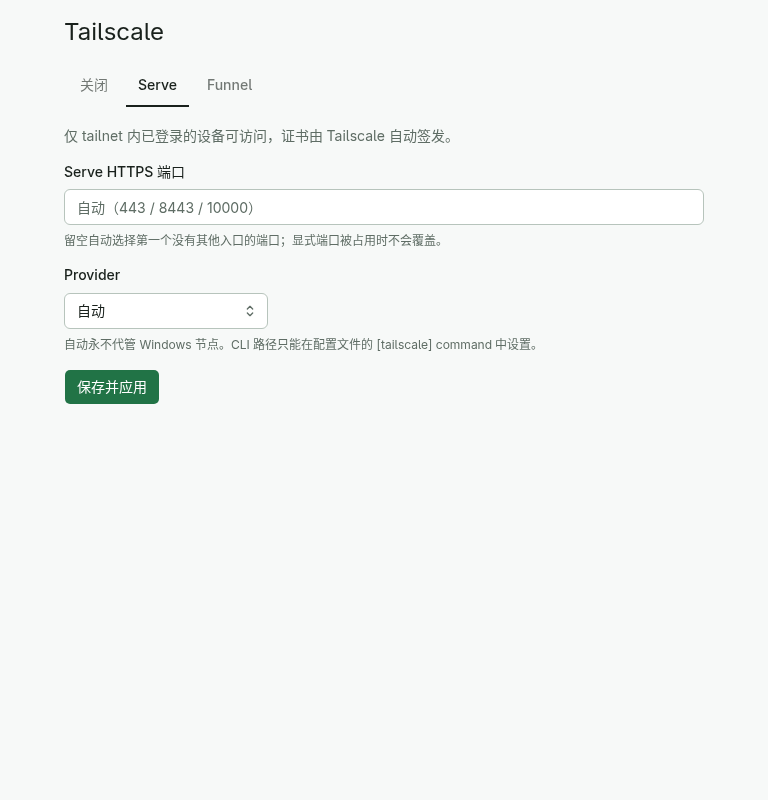 Tailscale
关闭 Serve Funnel
仅 tailnet 内已登录的设备可访问，证书由 Tailscale 自动签发。
Serve HTTPS 端口
自动（443 / 8443 / 10000）
留空自动选择第一个没有其他入口的端口；显式端口被占用时不会覆盖。
Provider
自动
自动永不代管 Windows 节点。CLI 路径只能在配置文件的 [tailscale] command 中设置。
保存并应用